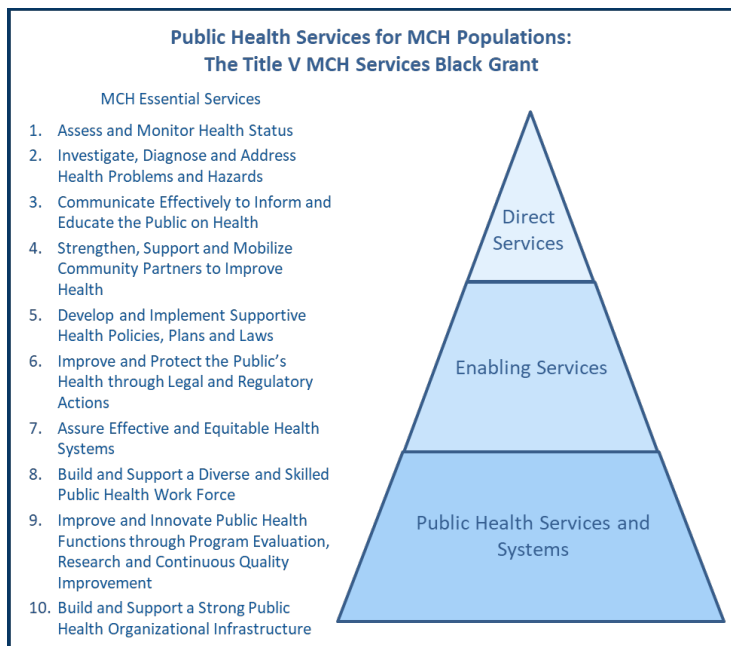 Public Health Services for MCH Populations:
The Title V MCH Services Black Grant
MCH Essential Services
1. Assess and Monitor Health Status
2. Investigate, Diagnose and Address
Health Problems and Hazards
3. Communicate Effectively to Inform and
Educate the Public on Health
4. Strengthen, Support and Mobilize
Community Partners to Improve
Health
5. Develop and Implement Supportive
Health Policies, Plans and Laws
6. Improve and Protect the Public’s
Health through Legal and Regulatory
Actions
7. Assure Effective and Equitable Health
Systems
8. Build and Support a Diverse and Skilled
Public Health Work Force
9. Improve and Innovate Public Health
Functions through Program Evaluation,
Research and Continuous Quality
Improvement
10. Build and Support a Strong Public
Health Organizational Infrastructure
Direct
Services
Enabling Services
Public Health Services and
Systems